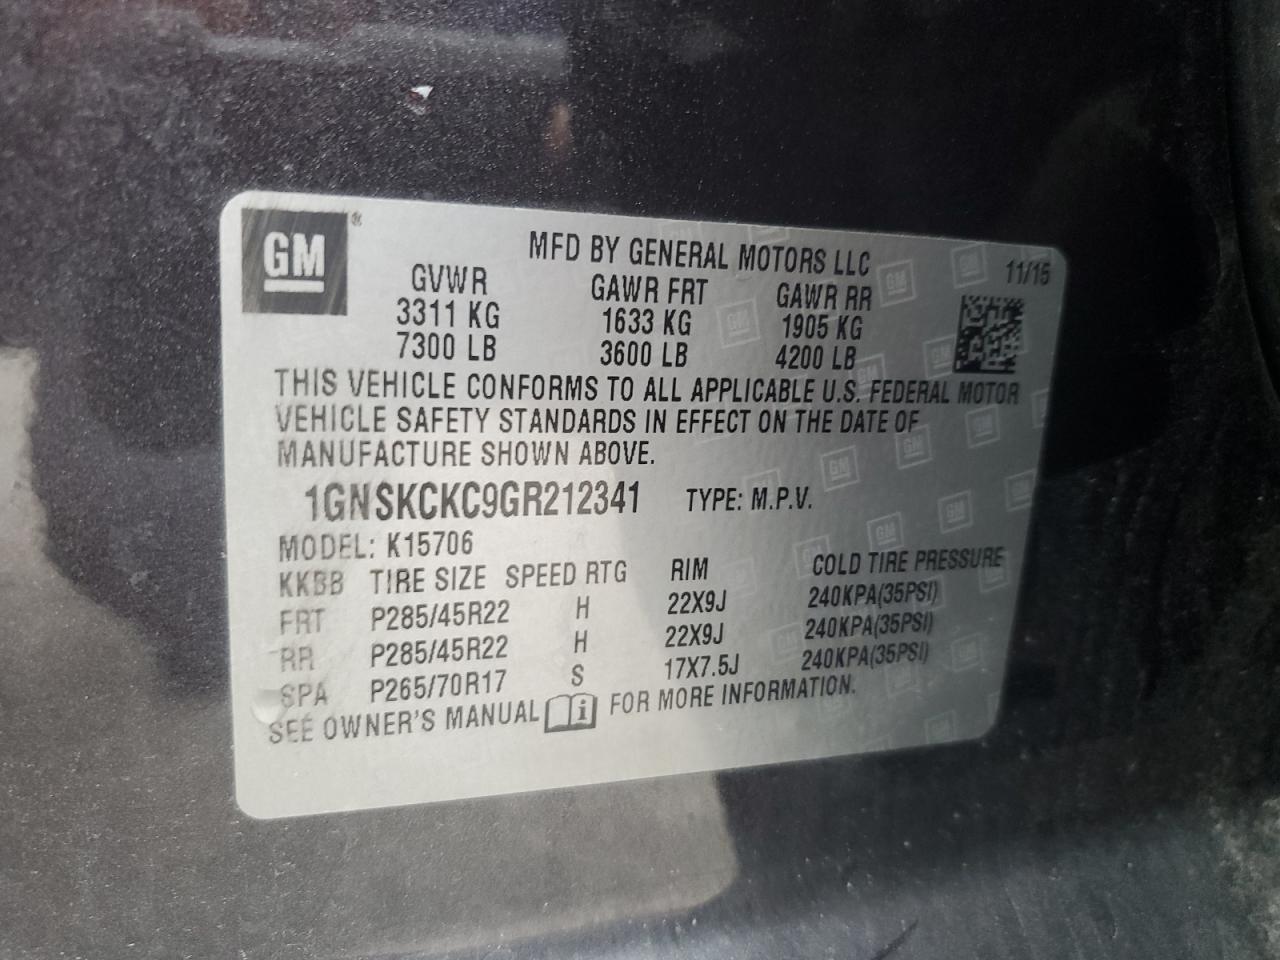 GM ®
MFD BY GENERAL MOTORS LLC
11/15
GVWR GAWR FRT GAWR RR
3311 KG 1633 KG 1905 KG
7300 LB 3600 LB 4200 LB
THIS VEHICLE CONFORMS TO ALL APPLICABLE U.S. FEDERAL MOTOR
VEHICLE SAFETY STANDARDS IN EFFECT ON THE DATE OF
MANUFACTURE SHOWN ABOVE.
1GNSKCKC9GR212341 TYPE: M.P.V.
MODEL: K15706
KKBB TIRE SIZE SPEED RTG RIM COLD TIRE PRESSURE
FRT P285/45R22 H 22X9J 240KPA(35PSI)
RR P285/45R22 H 22X9J 240KPA(35PSI)
SPA P265/70R17 S 17X7.5J 240KPA(35PSI)
SEE OWNER'S MANUAL i FOR MORE INFORMATION.